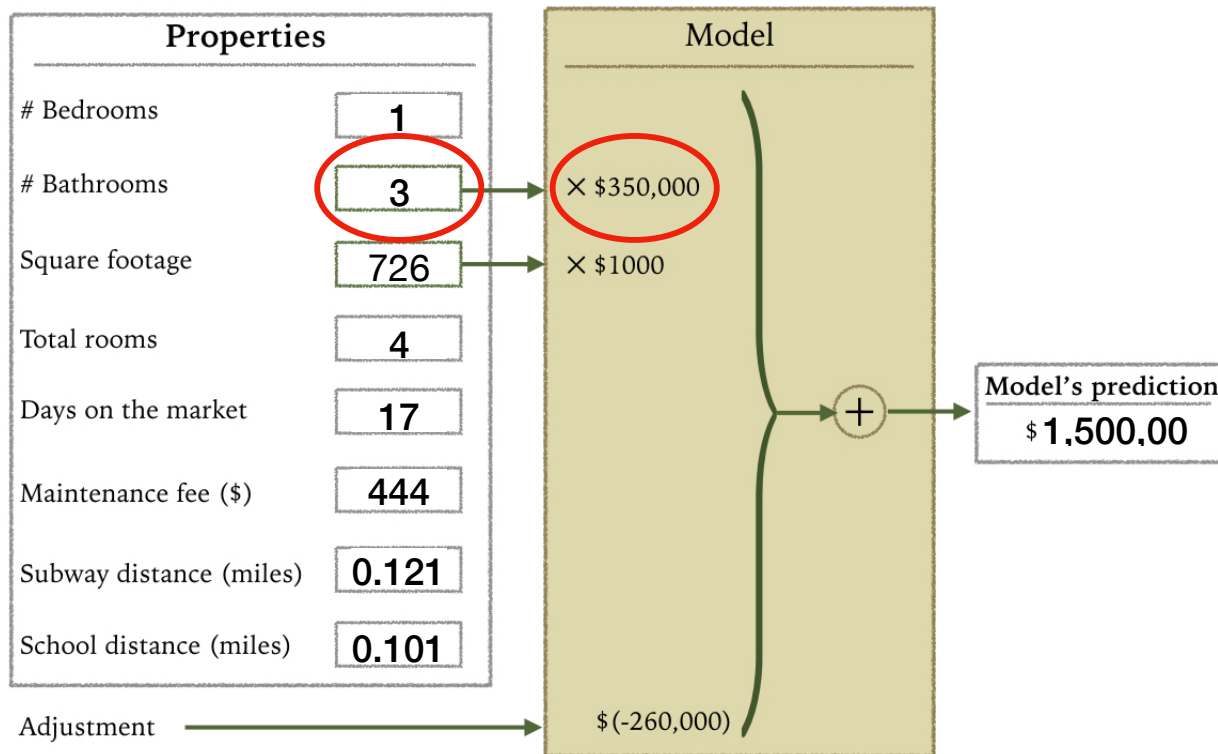 Properties
Model
# Bedrooms 1
# Bathrooms 3 × $350,000
Square footage 726 × $1000
Total rooms 4
Model's prediction
Days on the market 17
$ 1,500,00
Maintenance fee ($) 444
Subway distance (miles) 0.121
School distance (miles) 0.101
Adjustment $(-260,000)
+